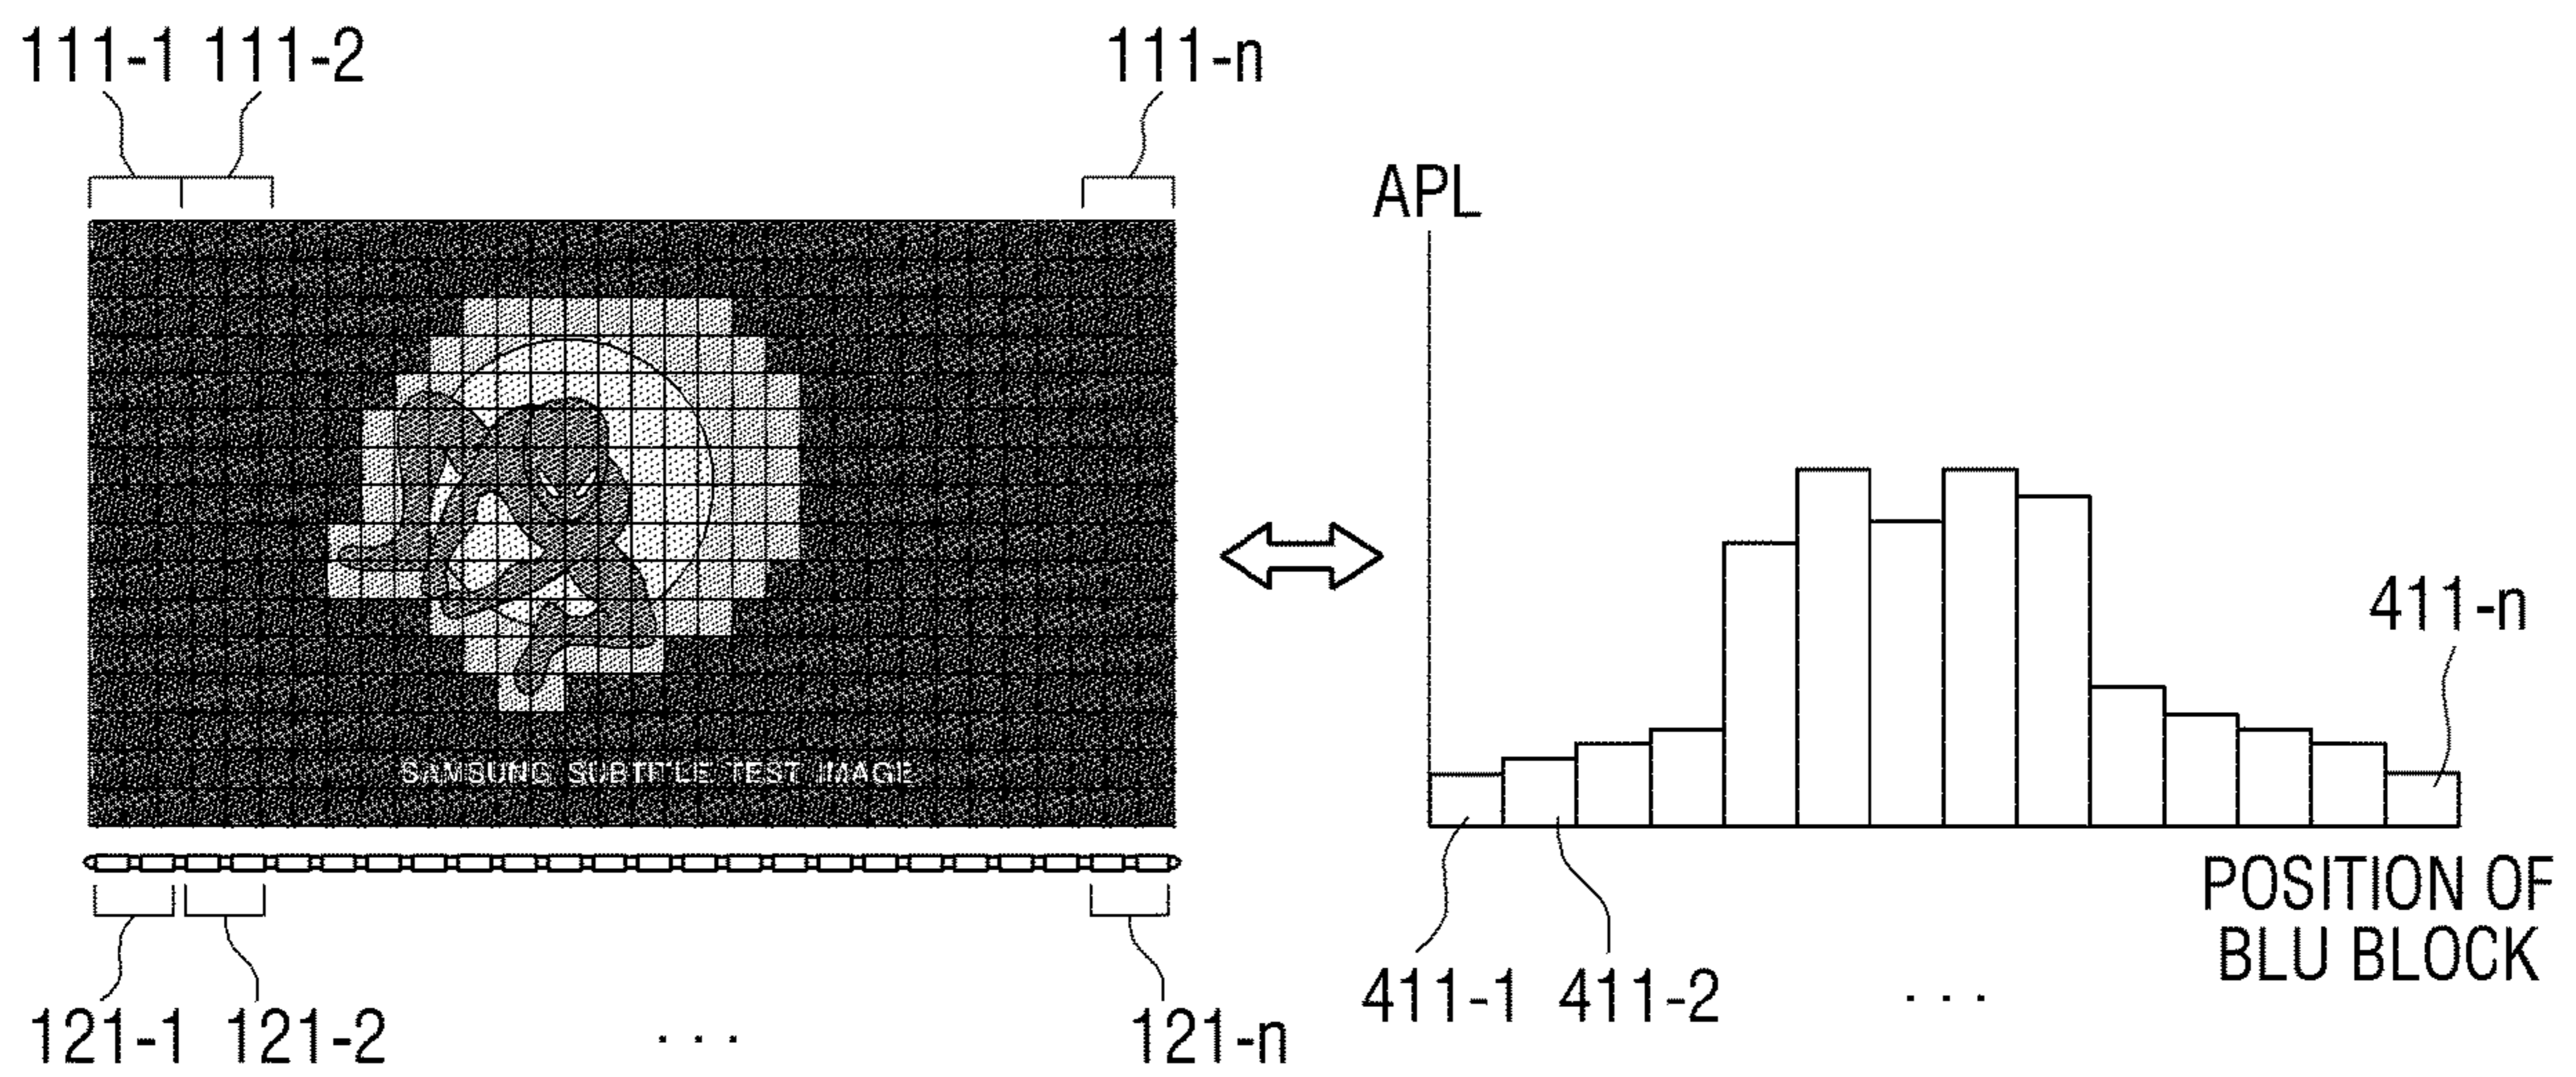 111-1 111-2 111-n
APL
SAMSUNG SUBTITLE TEST IMAGE
411-n
POSITION OF
BLU BLOCK
411-1 411-2 ...
121-1 121-2 ... 121-n